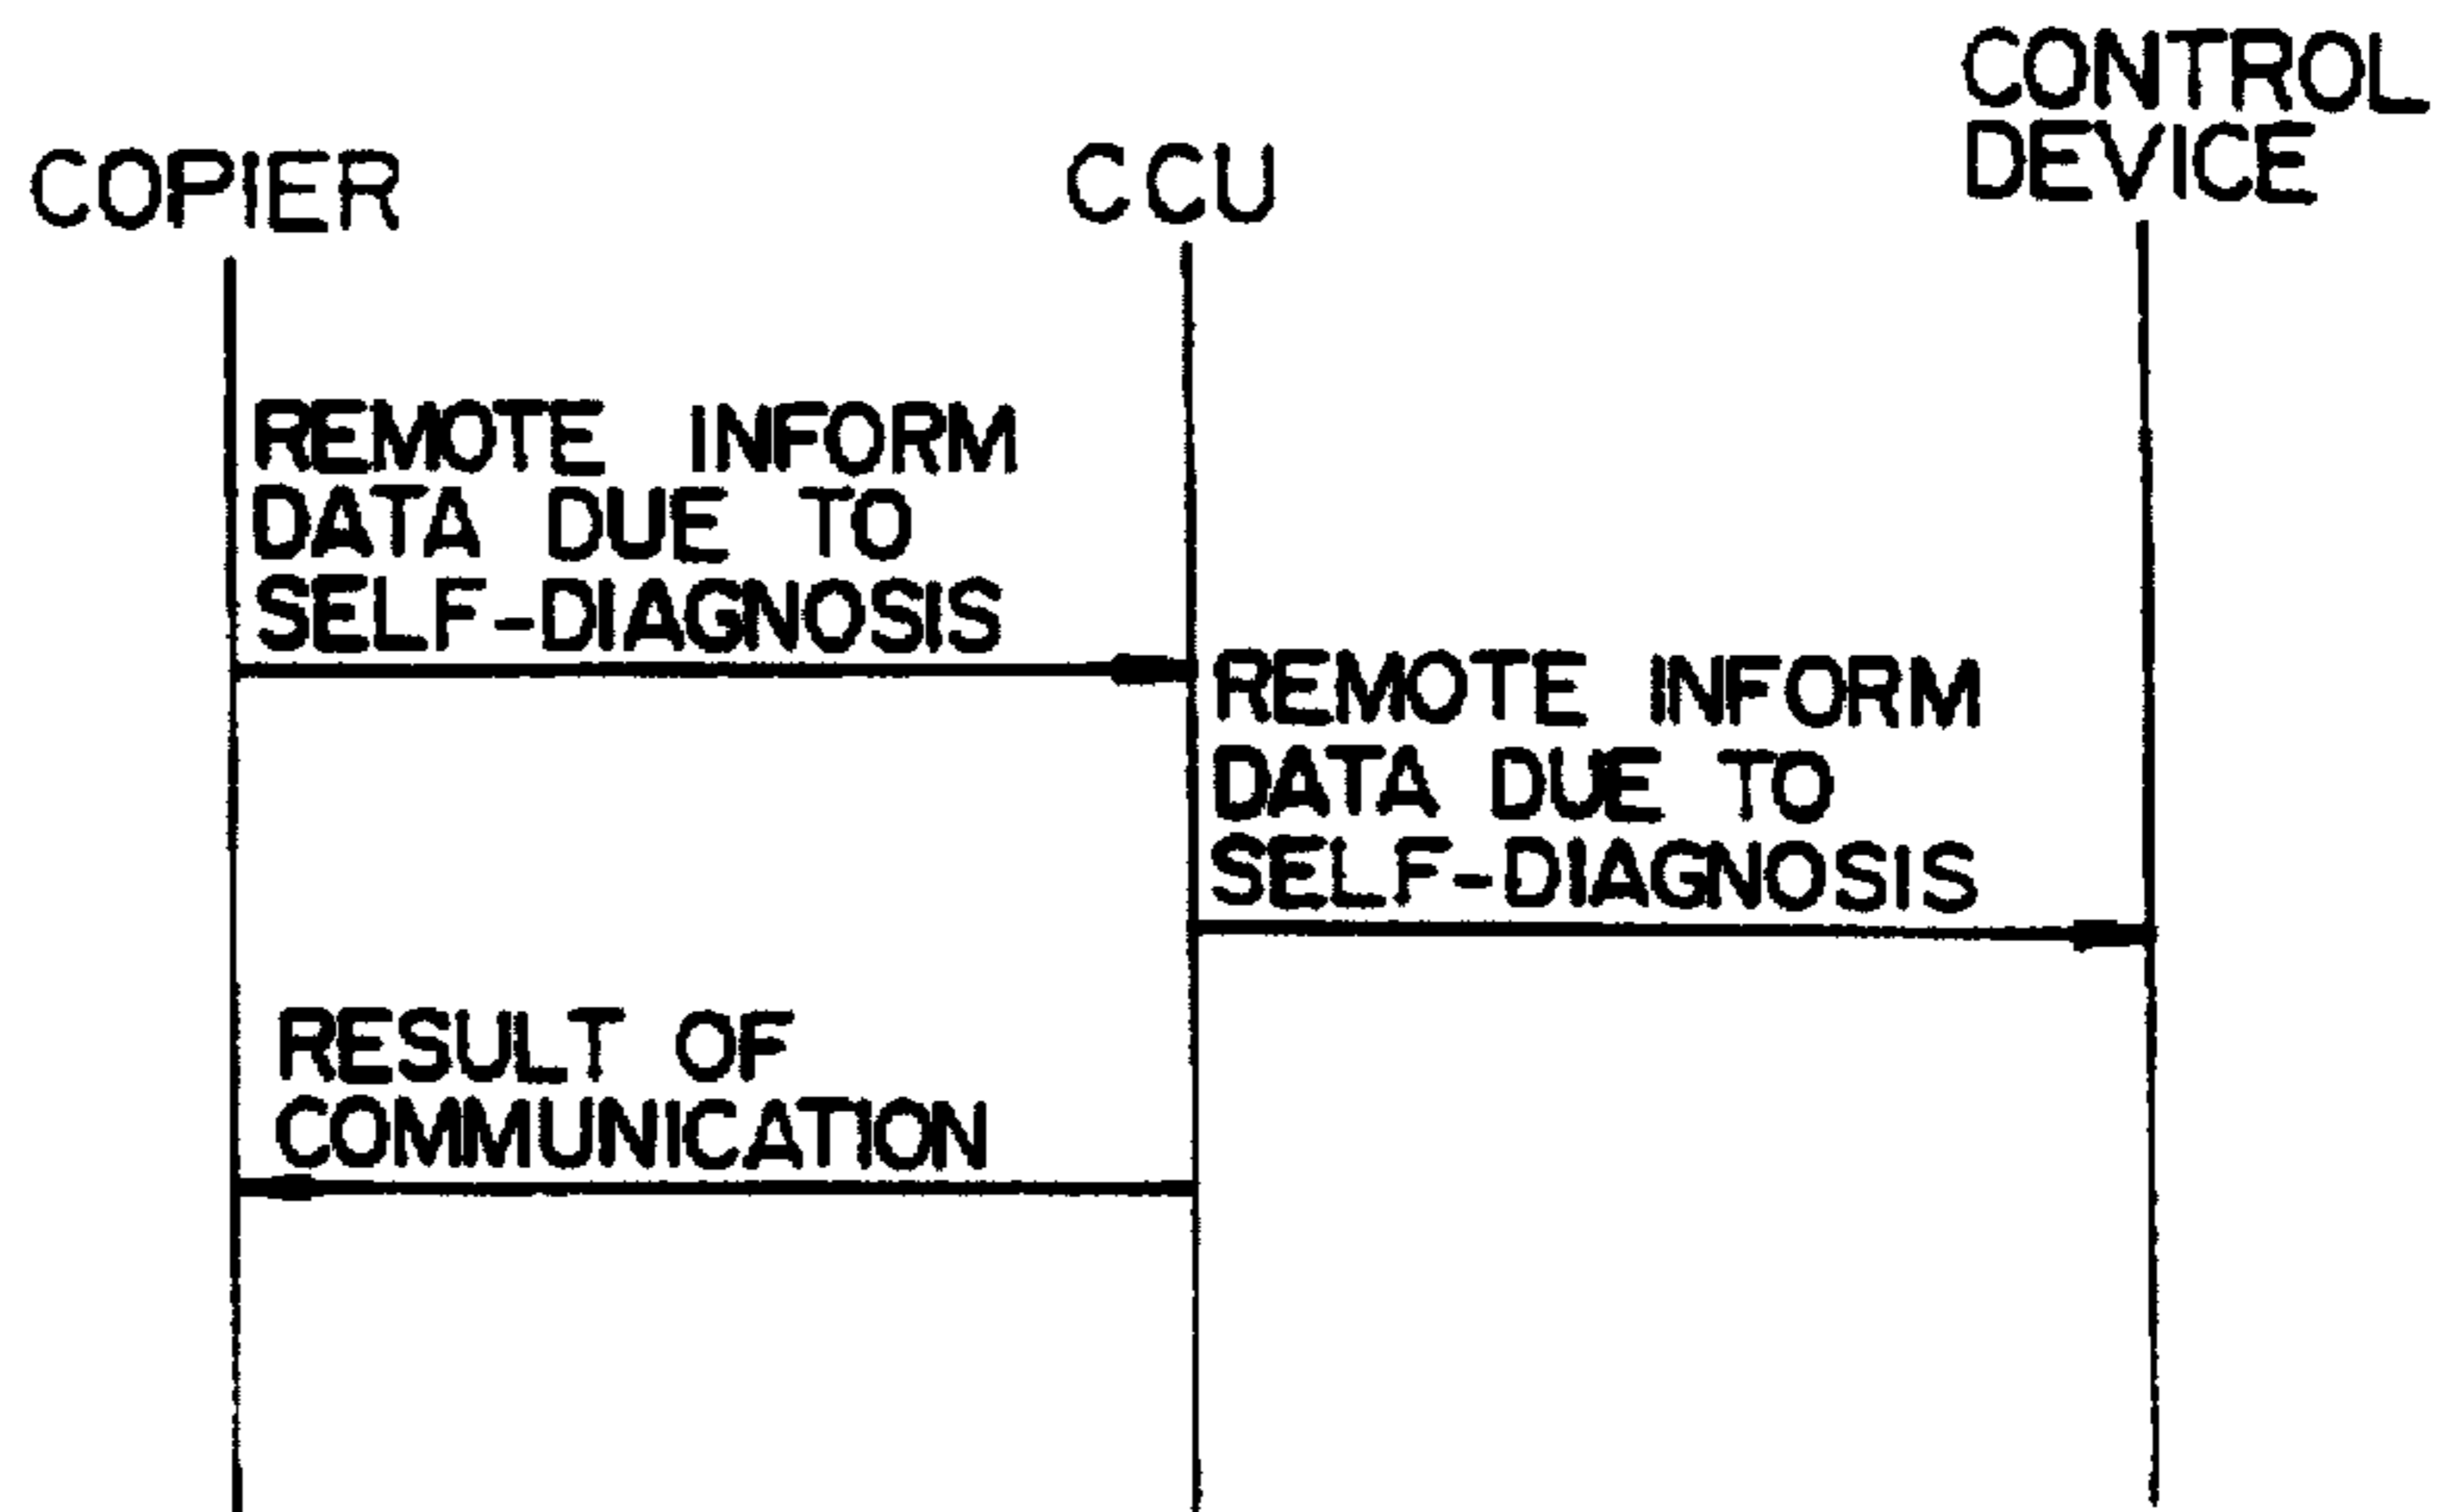 COPIER
CCU
CONTROL
DEVICE
REMOTE INFORM
DATA DUE TO
SELF-DIAGNOSIS
REMOTE INFORM
DATA DUE TO
SELF-DIAGNOSIS
RESULT OF
COMMUNICATION